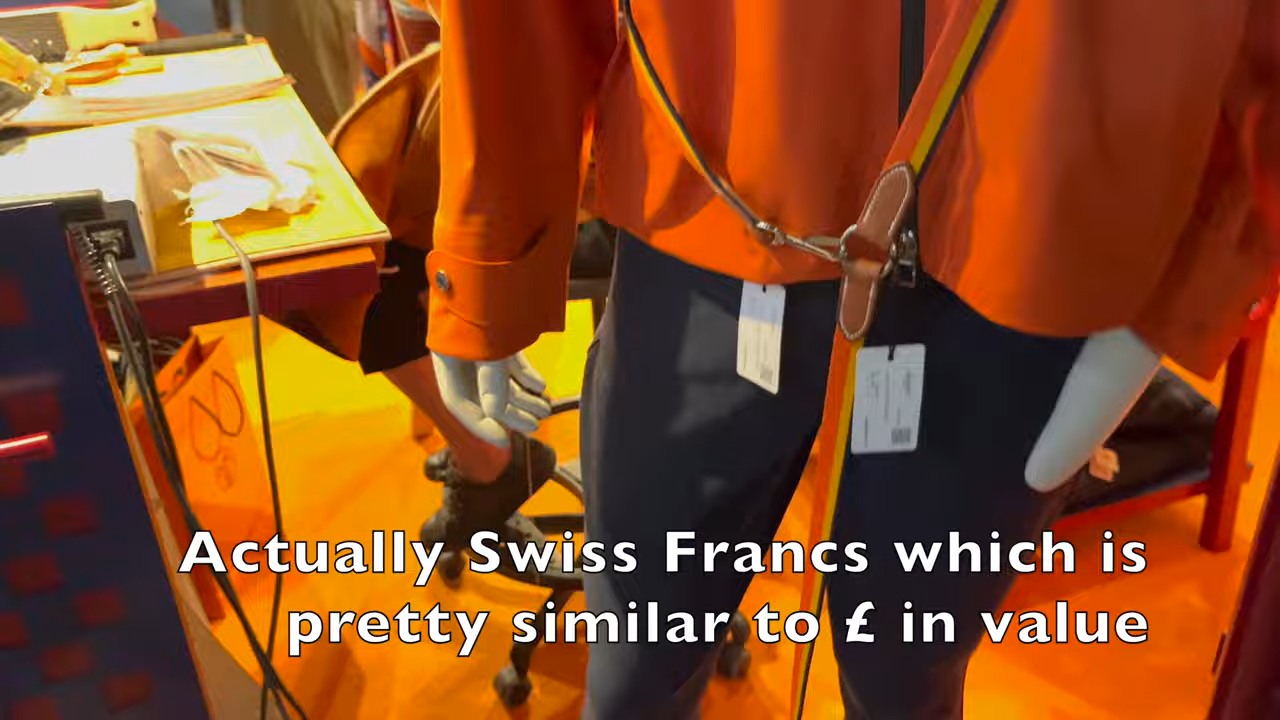 Actually Swiss Francs which is
pretty similar to £ in value